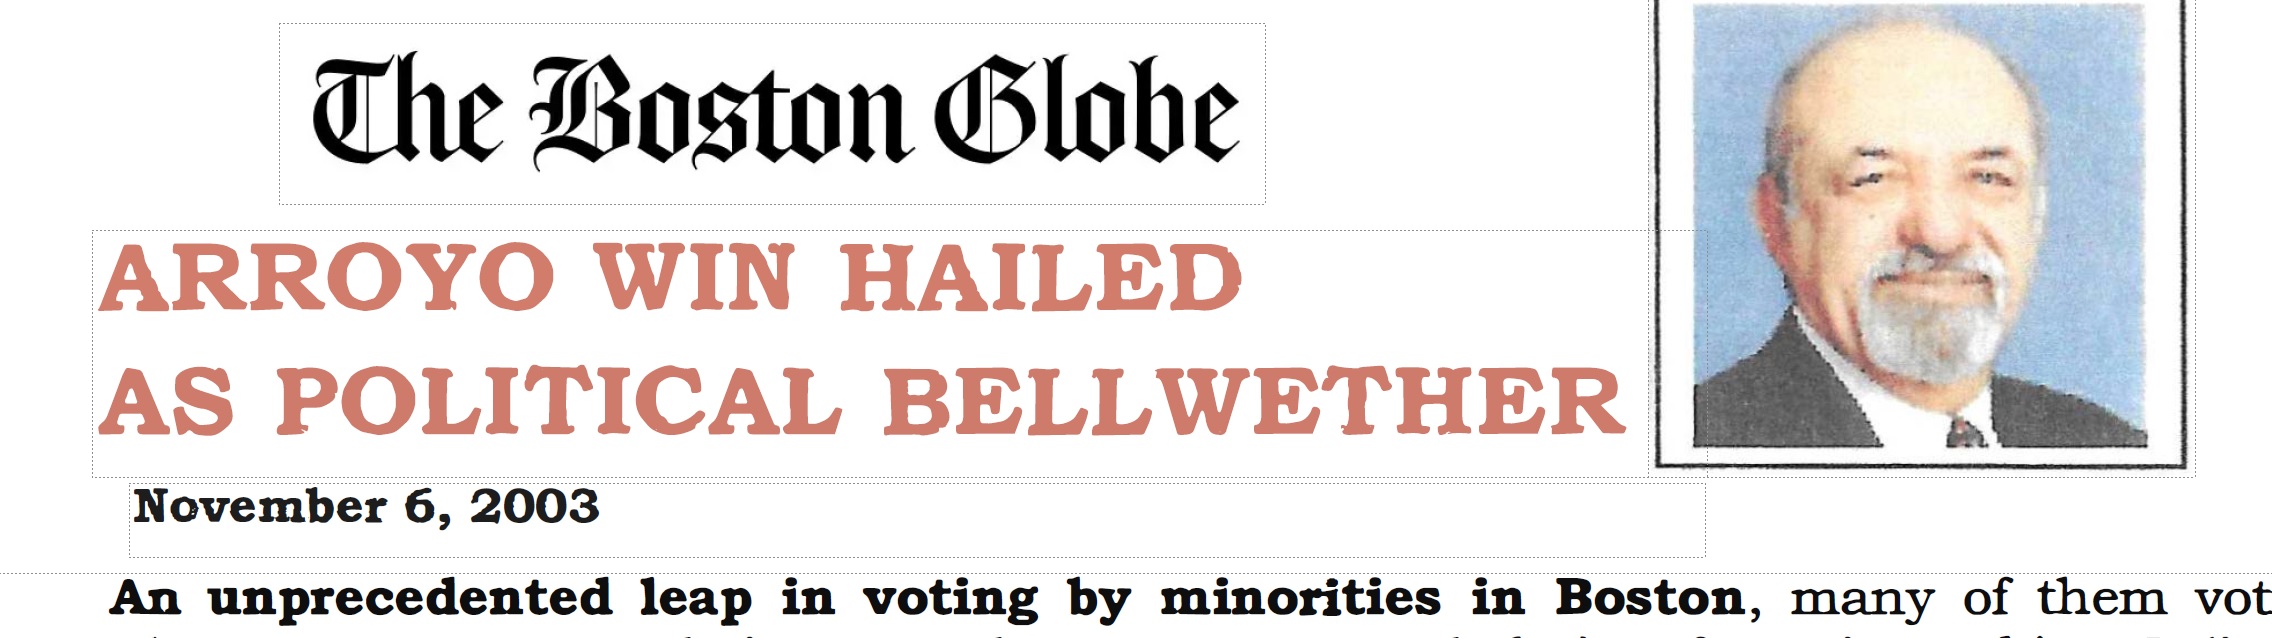 The Boston Globe
ARROYO WIN HAILED
AS POLITICAL BELLWETHER
November 6, 2003
An unprecedented leap in voting by minorities in Boston, many of them vot